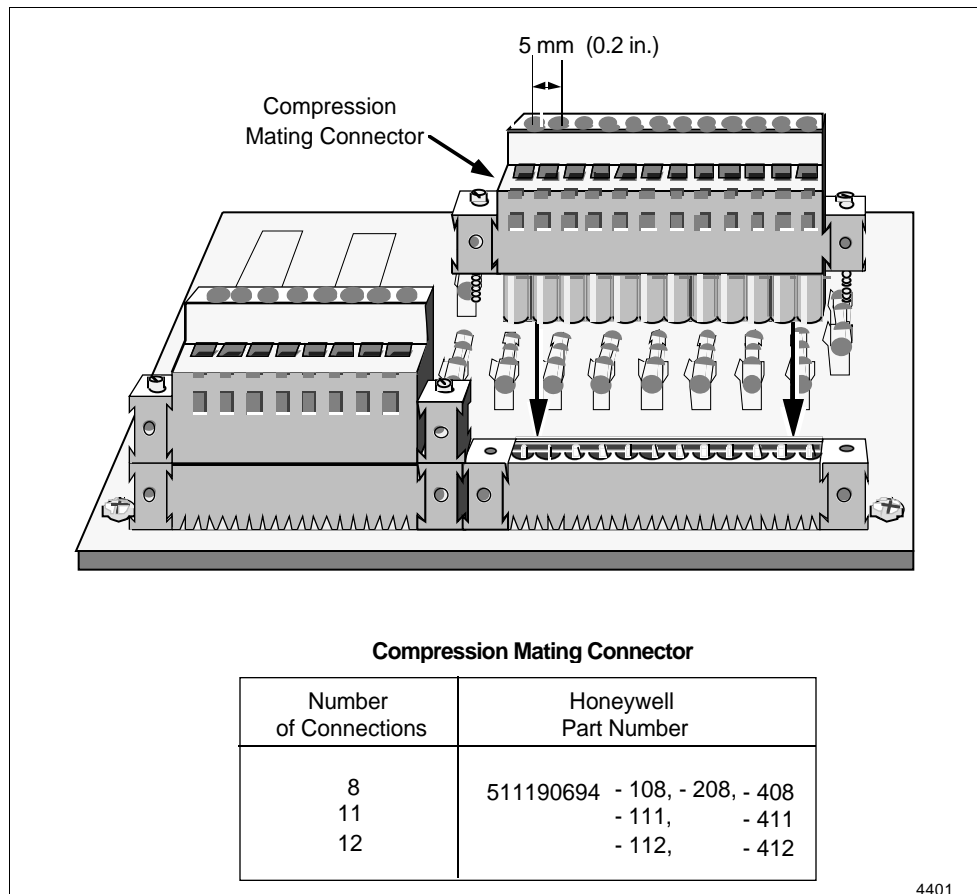 5 mm (0.2 in.)
Compression
Mating Connector
Compression Mating Connector
Number
of Connections
Honeywell
Part Number
8
511190694 - 108, - 208, - 408
11
- 111, - 411
12
- 112, - 412
4401